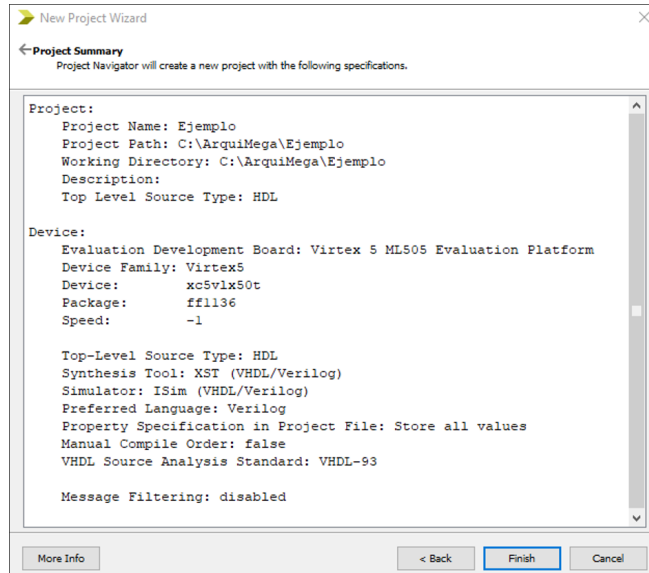 New Project Wizard
Project Summary
Project Navigator will create a new project with the following specifications.
Project:
Project Name: Ejemplo
Project Path: C:\ArquiMega\Ejemplo
Working Directory: C:\ArquiMega\Ejemplo
Description:
Top Level Source Type: HDL
Device:
Evaluation Development Board: Virtex 5 ML505 Evaluation Platform
Device Family: Virtex5
Device: xc5vlx50t
Package: ff1136
Speed: -1
Top-Level Source Type: HDL
Synthesis Tool: XST (VHDL/Verilog)
Simulator: ISim (VHDL/Verilog)
Preferred Language: Verilog
Property Specification in Project File: Store all values
Manual Compile Order: false
VHDL Source Analysis Standard: VHDL-93
Message Filtering: disabled
More Info < Back Finish Cancel